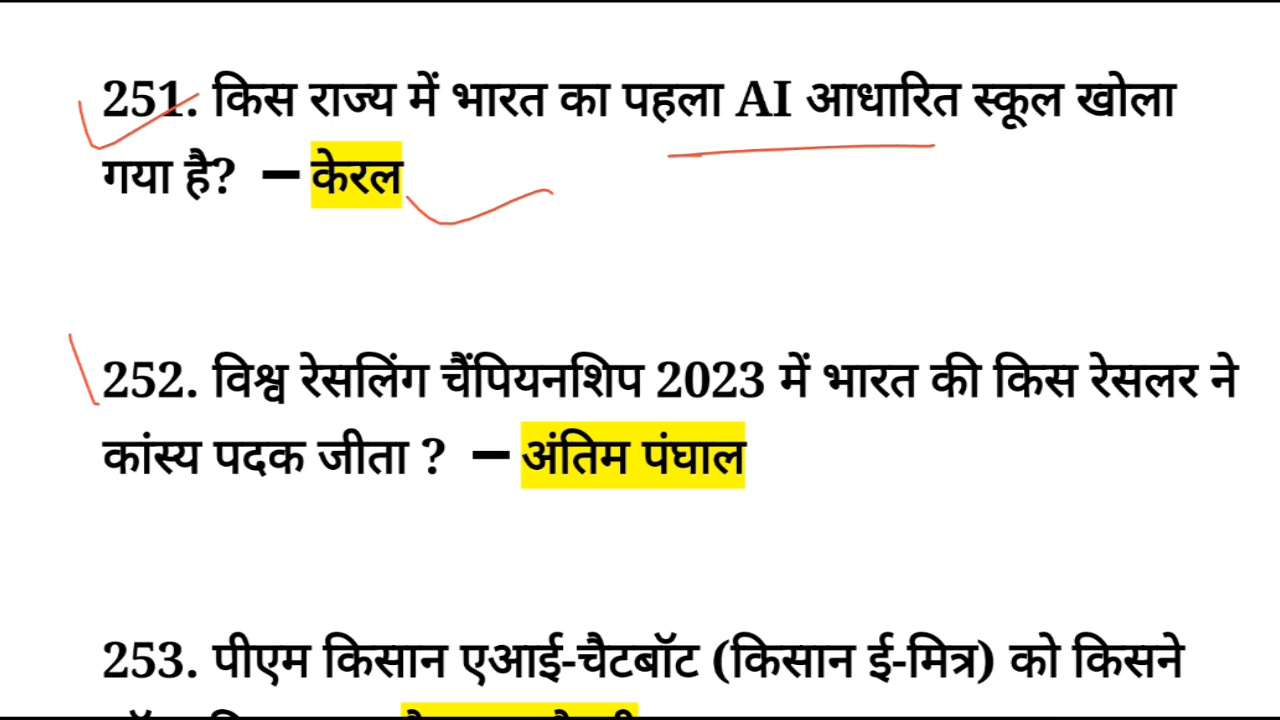 251. किस राज्य में भारत का पहला AI आधारित स्कूल खोला
गया है? – केरल
252. विश्व रेसलिंग चैंपियनशिप 2023 में भारत की किस रेसलर ने
कांस्य पदक जीता ? – अंतिम पंघाल
253. पीएम किसान एआई-चैटबॉट (किसान ई-मित्र) को किसने